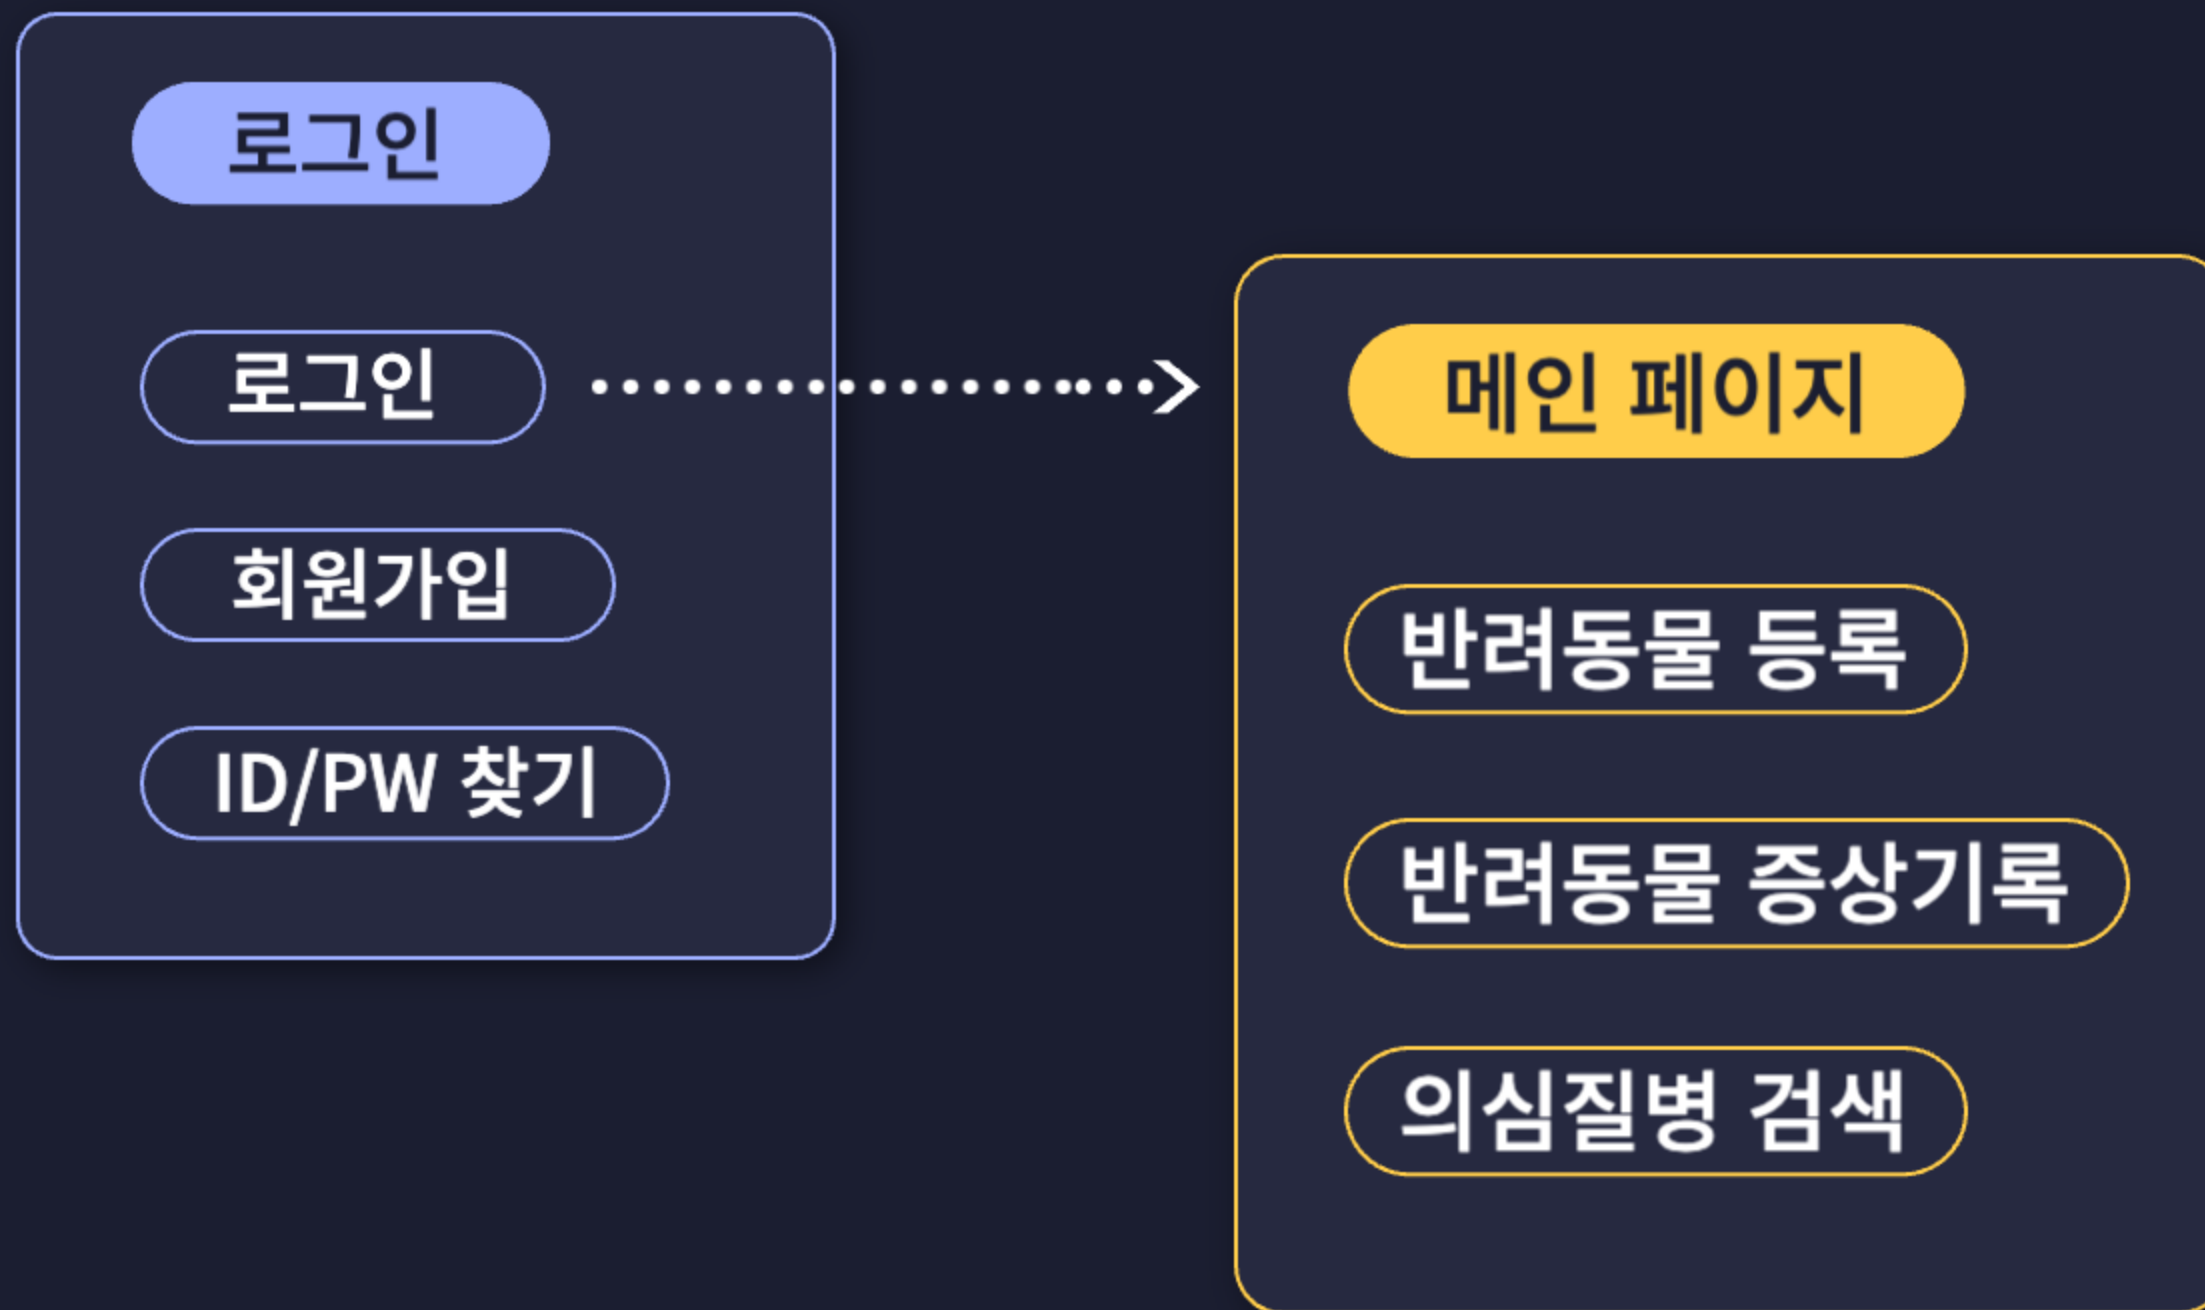 로그인
로그인
회원가입
ID/PW 찾기
메인 페이지
반려동물 등록
반려동물 증상기록
의심질병 검색